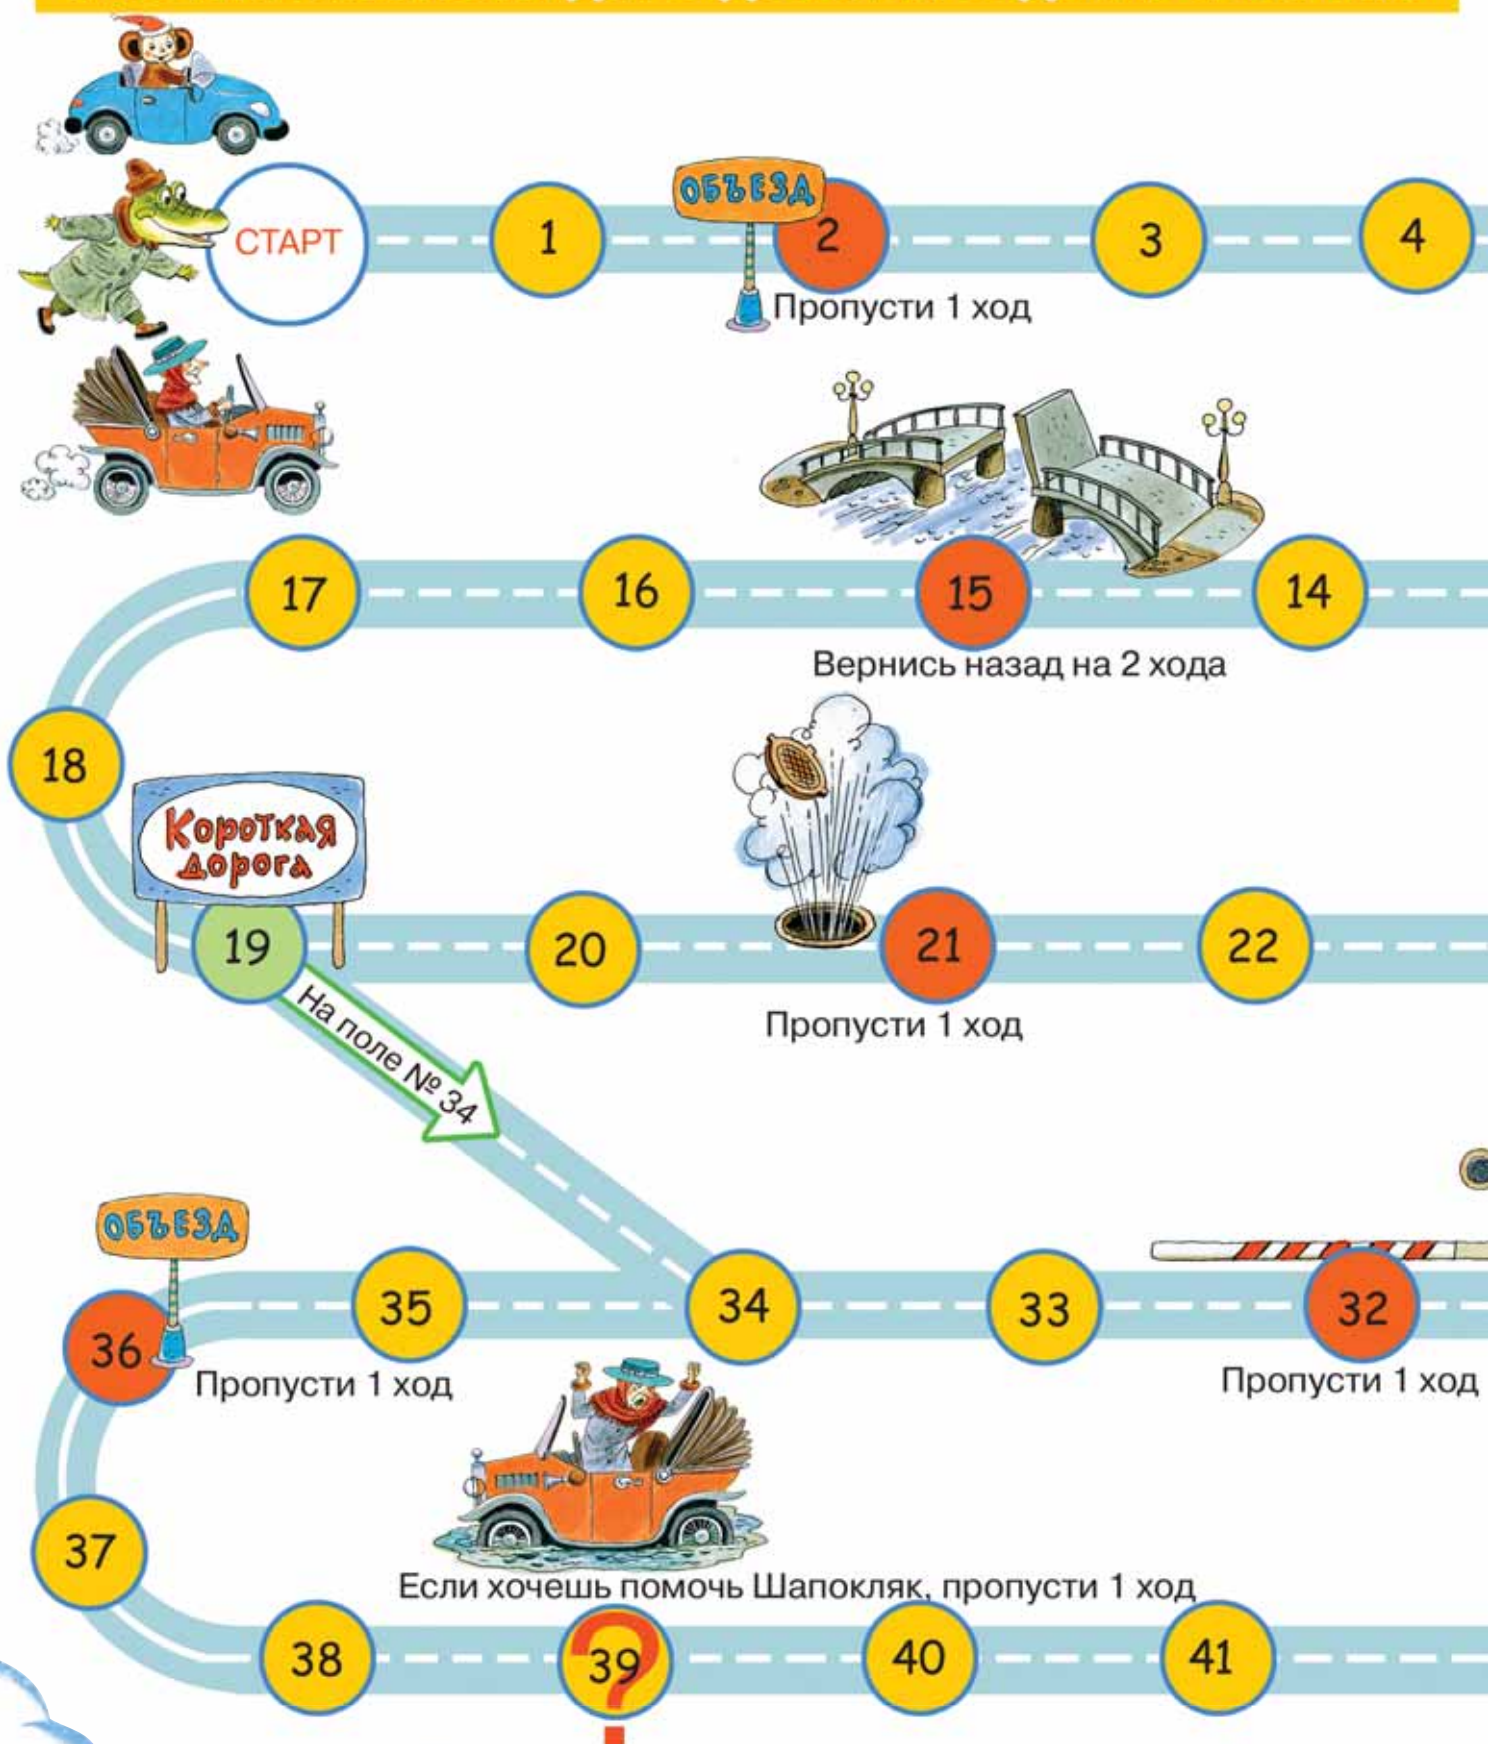 СТАРТ
1
ОБЪЕЗД
2
3
4
Пропусти 1 ход
17
16
15
14
Вернись назад на 2 хода
18
Короткая
дорога
19
20
21
22
На поле № 34
Пропусти 1 ход
ОБЪЕЗД
36
35
34
33
32
Пропусти 1 ход
Пропусти 1 ход
37
Если хочешь помочь Шапокляк, пропусти 1 ход
38
?
39
40
41